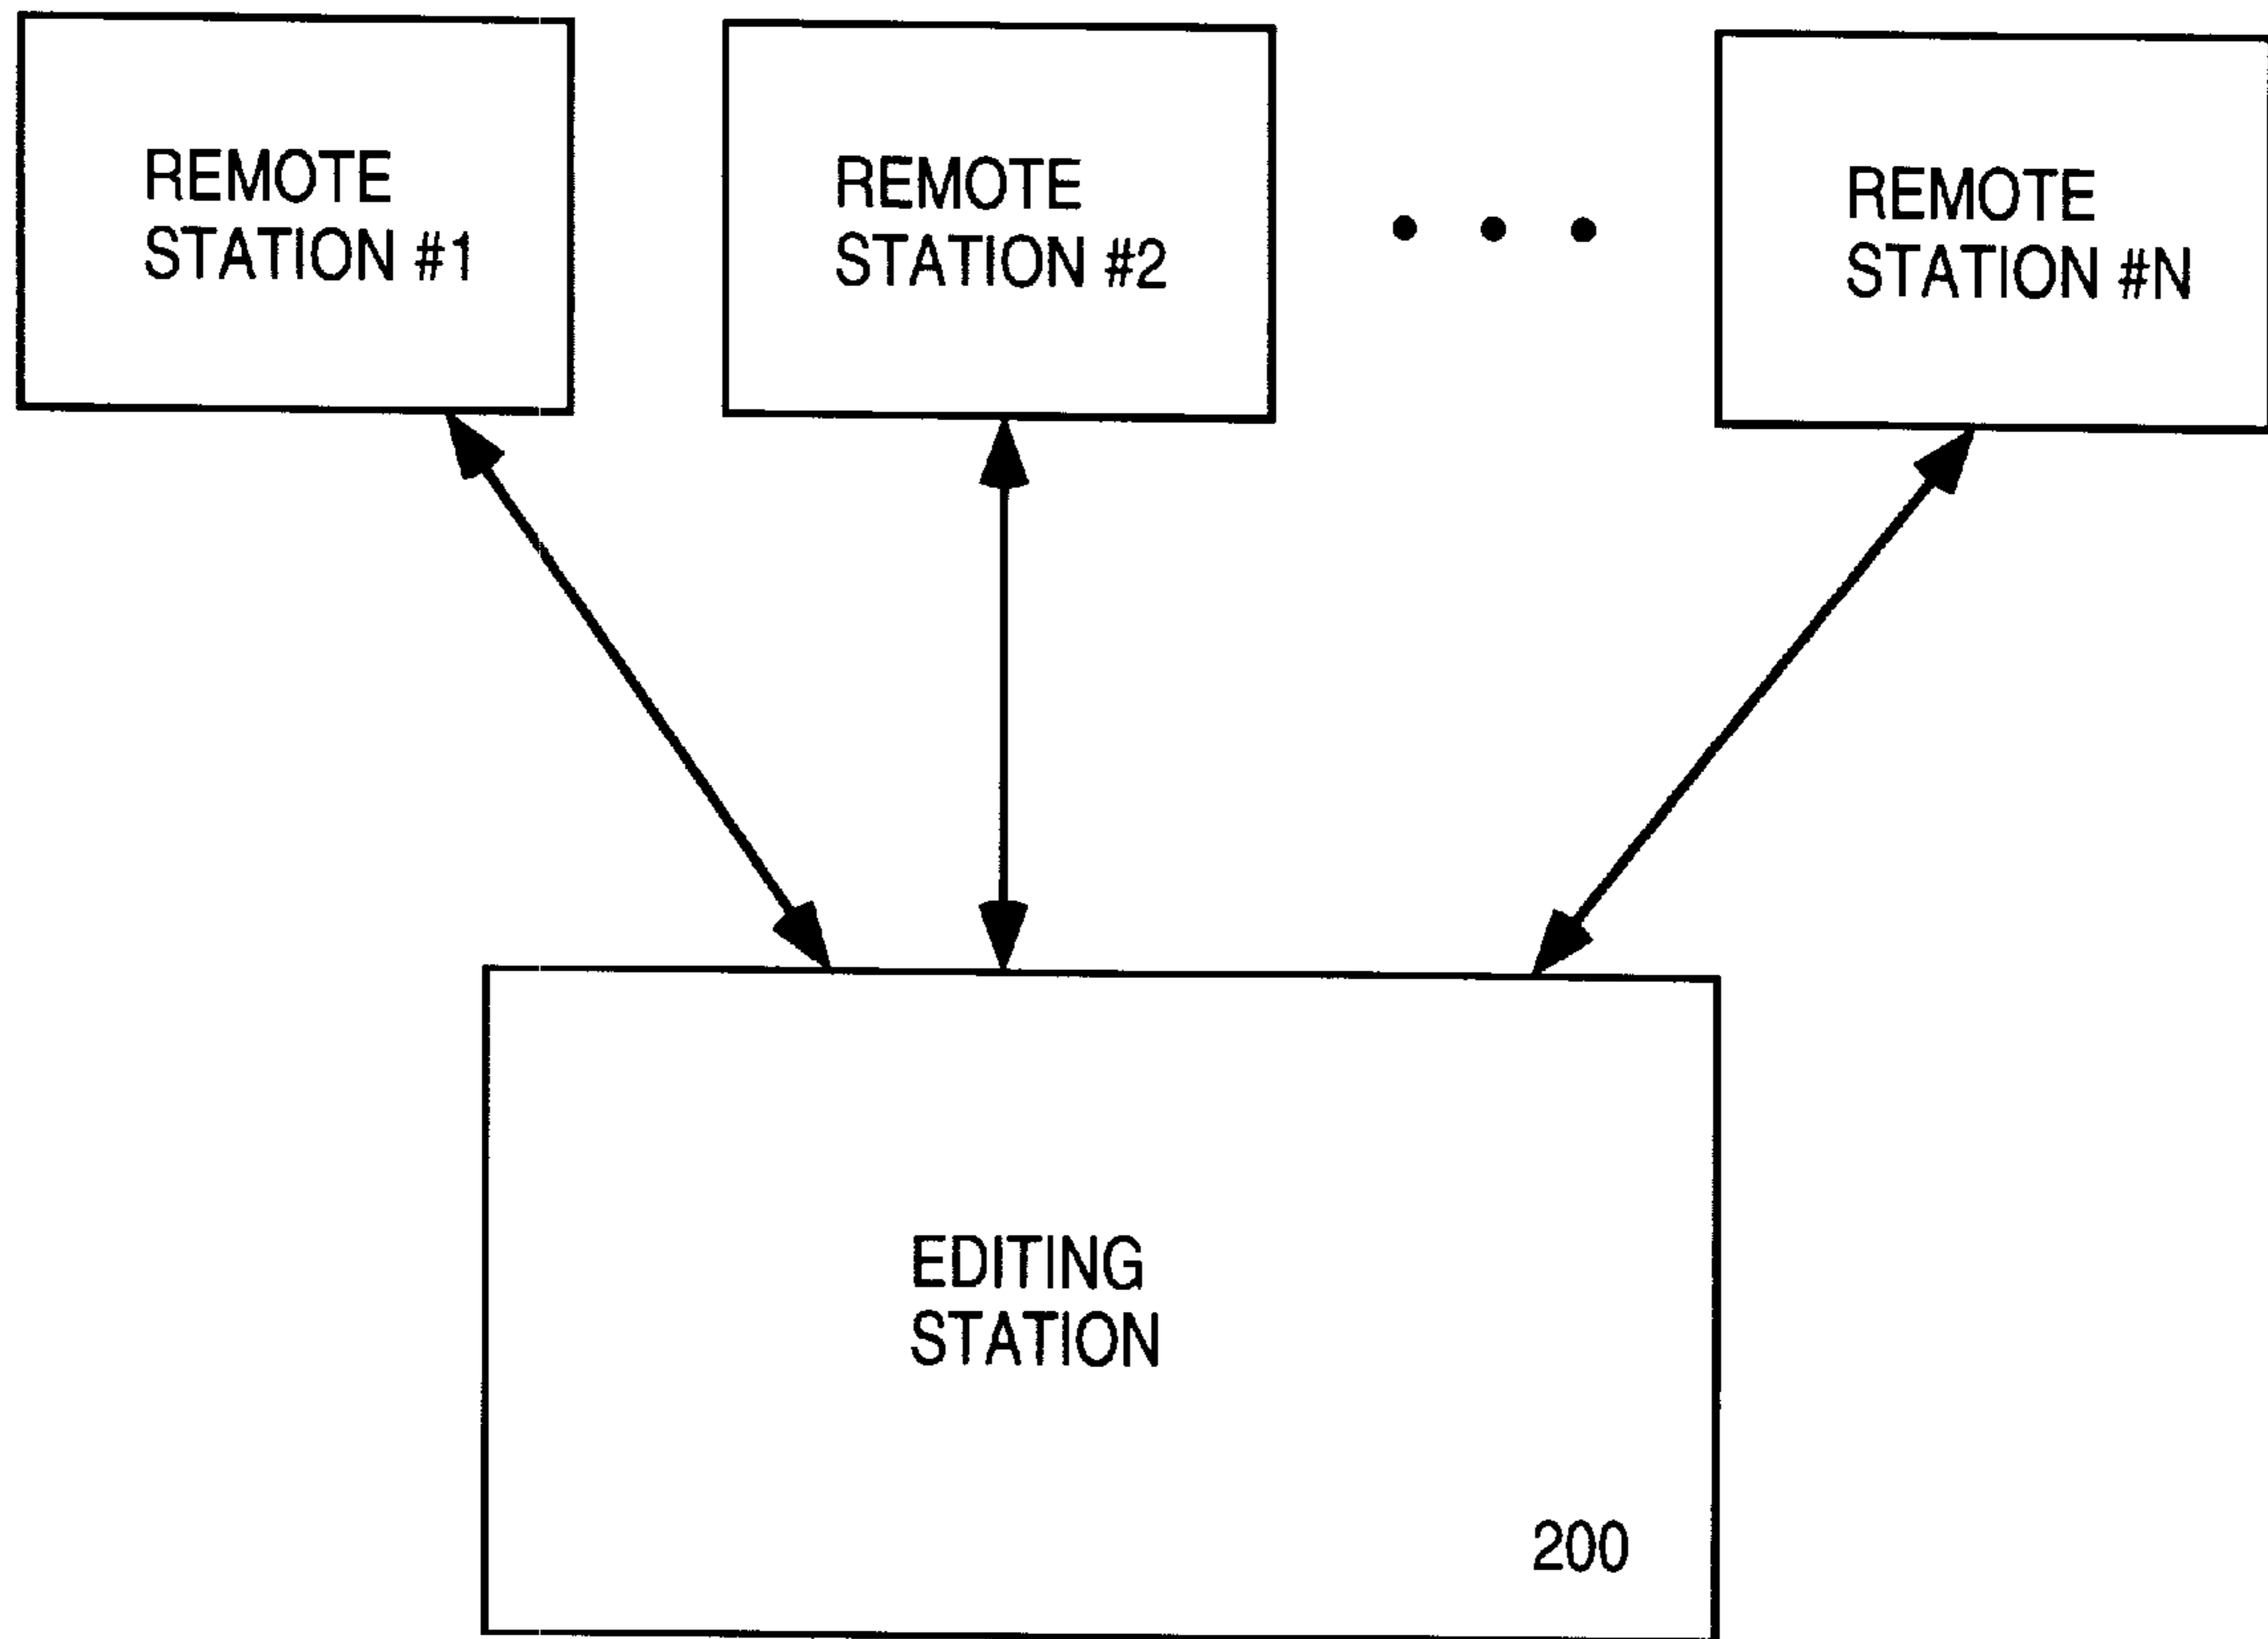 REMOTE
STATION #1
REMOTE
STATION #2
REMOTE
STATION #N
EDITING
STATION
200